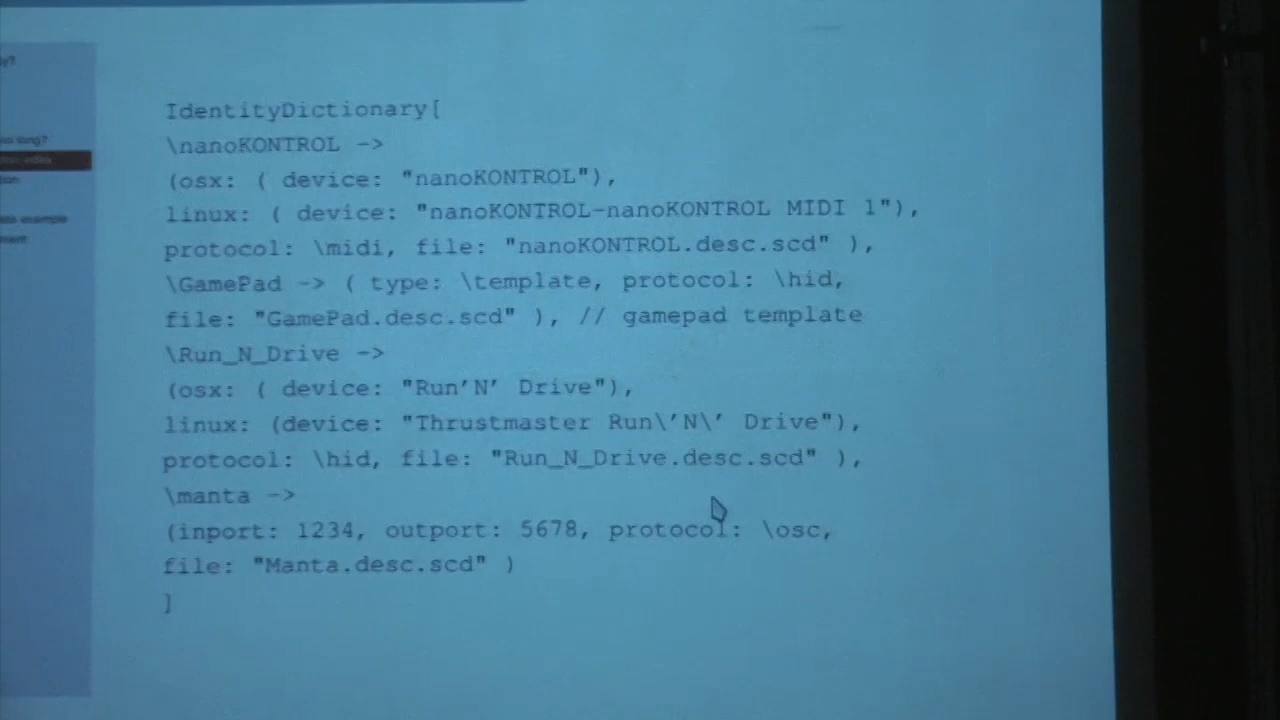 IdentityDictionary[
\nanoKONTROL ->
(osx: ( device: "nanoKONTROL"),
linux: ( device: "nanoKONTROL-nanoKONTROL MIDI 1"),
protocol: \midi, file: "nanoKONTROL.desc.scd" ),
\GamePad -> ( type: \template, protocol: \hid,
file: "GamePad.desc.scd" ), // gamepad template
\Run_N_Drive ->
(osx: ( device: "Run’N’ Drive"),
linux: (device: "Thrustmaster Run\’N\’ Drive"),
protocol: \hid, file: "Run_N_Drive.desc.scd" ),
\manta ->
(inport: 1234, outport: 5678, protocol: \osc,
file: "Manta.desc.scd" )
]